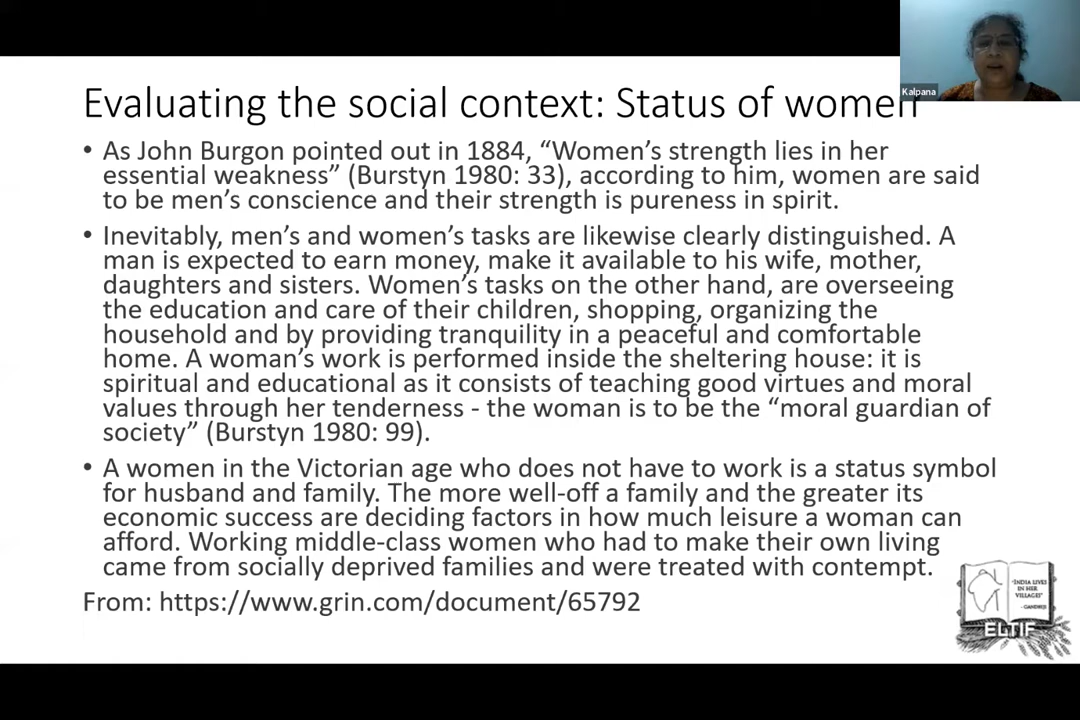 Kalpana
Evaluating the social context: Status of women
• As John Burgon pointed out in 1884, “Women’s strength lies in her
essential weakness” (Burstyn 1980: 33), according to him, women are said
to be men’s conscience and their strength is pureness in spirit.
• Inevitably, men’s and women’s tasks are likewise clearly distinguished. A
man is expected to earn money, make it available to his wife, mother,
daughters and sisters. Women’s tasks on the other hand, are overseeing
the education and care of their children, shopping, organizing the
household and by providing tranquility in a peaceful and comfortable
home. A woman’s work is performed inside the sheltering house: it is
spiritual and educational as it consists of teaching good virtues and moral
values through her tenderness - the woman is to be the “moral guardian of
society” (Burstyn 1980: 99).
• A women in the Victorian age who does not have to work is a status symbol
for husband and family. The more well-off a family and the greater its
economic success are deciding factors in how much leisure a woman can
afford. Working middle-class women who had to make their own living
came from socially deprived families and were treated with contempt.
From: https://www.grin.com/document/65792
"INDIA LIVES
IN HER
VILLAGES"
- GANDHIJI
ELTIF